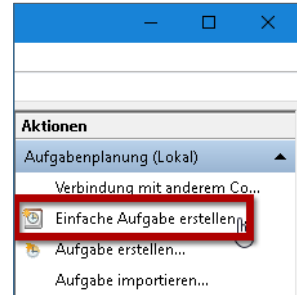 Aktionen
Aufgabenplanung (Lokal)
Verbindung mit anderem Co...
Einfache Aufgabe erstellen...
Aufgabe erstellen...
Aufgabe importieren...